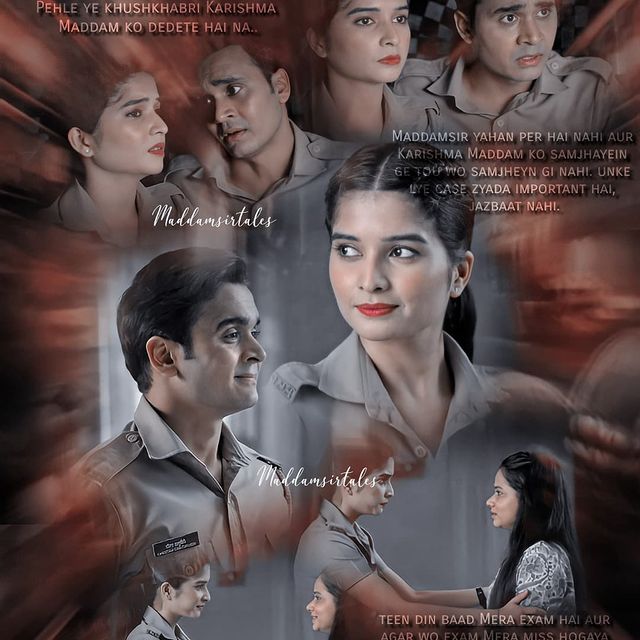 Pehle ye khushkhabri Karishma
Maddam ko dedete hai na..
Maddamsir yahan per hai nahi aur
Karishma Maddam ko samjhayein
ge tou wo samjheyn gi nahi. Unke
liye case zyada important hai,
jazbaat nahi.
Maddamsirtales
Maddamsirtales
Teen din baad Mera exam hai aur
agar wo exam Mera miss hogaya